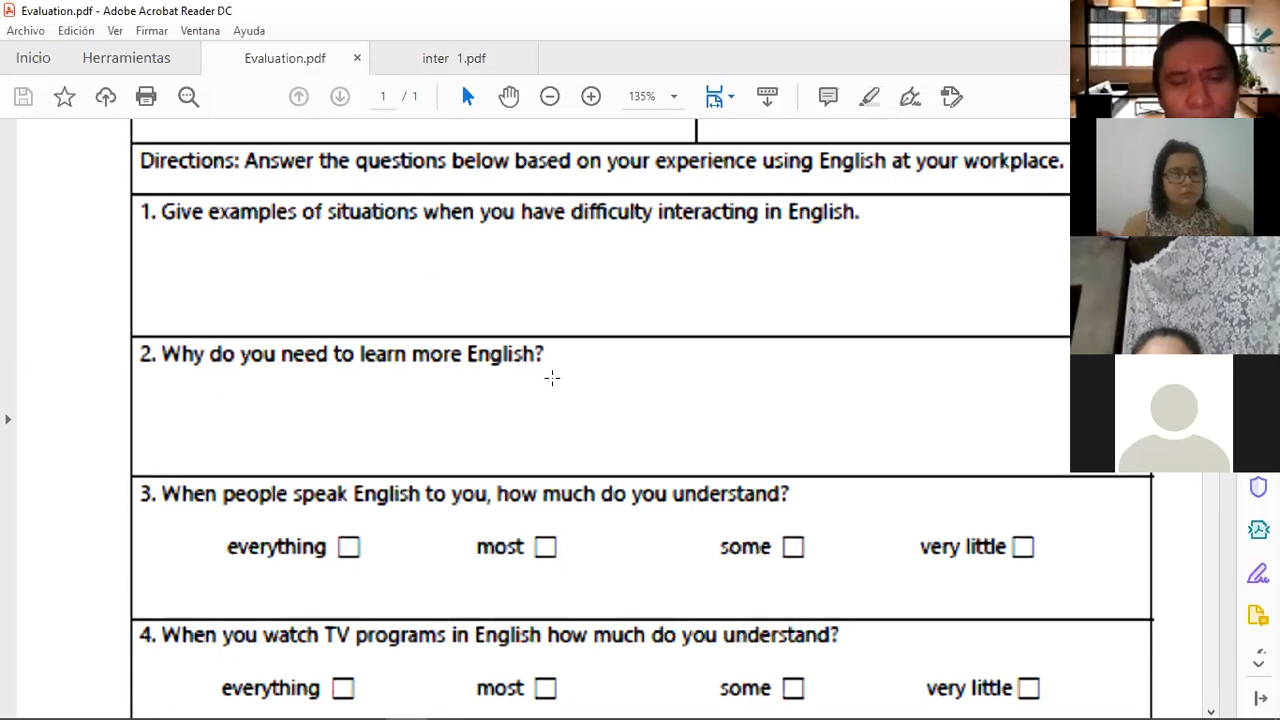 Evaluation.pdf - Adobe Acrobat Reader DC
Archivo Edición Ver Firmar Ventana Ayuda
Inicio Herramientas Evaluation.pdf × inter 1.pdf
1 / 1 135%
Directions: Answer the questions below based on your experience using English at your workplace.
1. Give examples of situations when you have difficulty interacting in English.
2. Why do you need to learn more English?
3. When people speak English to you, how much do you understand?
everything most some very little
4. When you watch TV programs in English how much do you understand?
everything most some very little